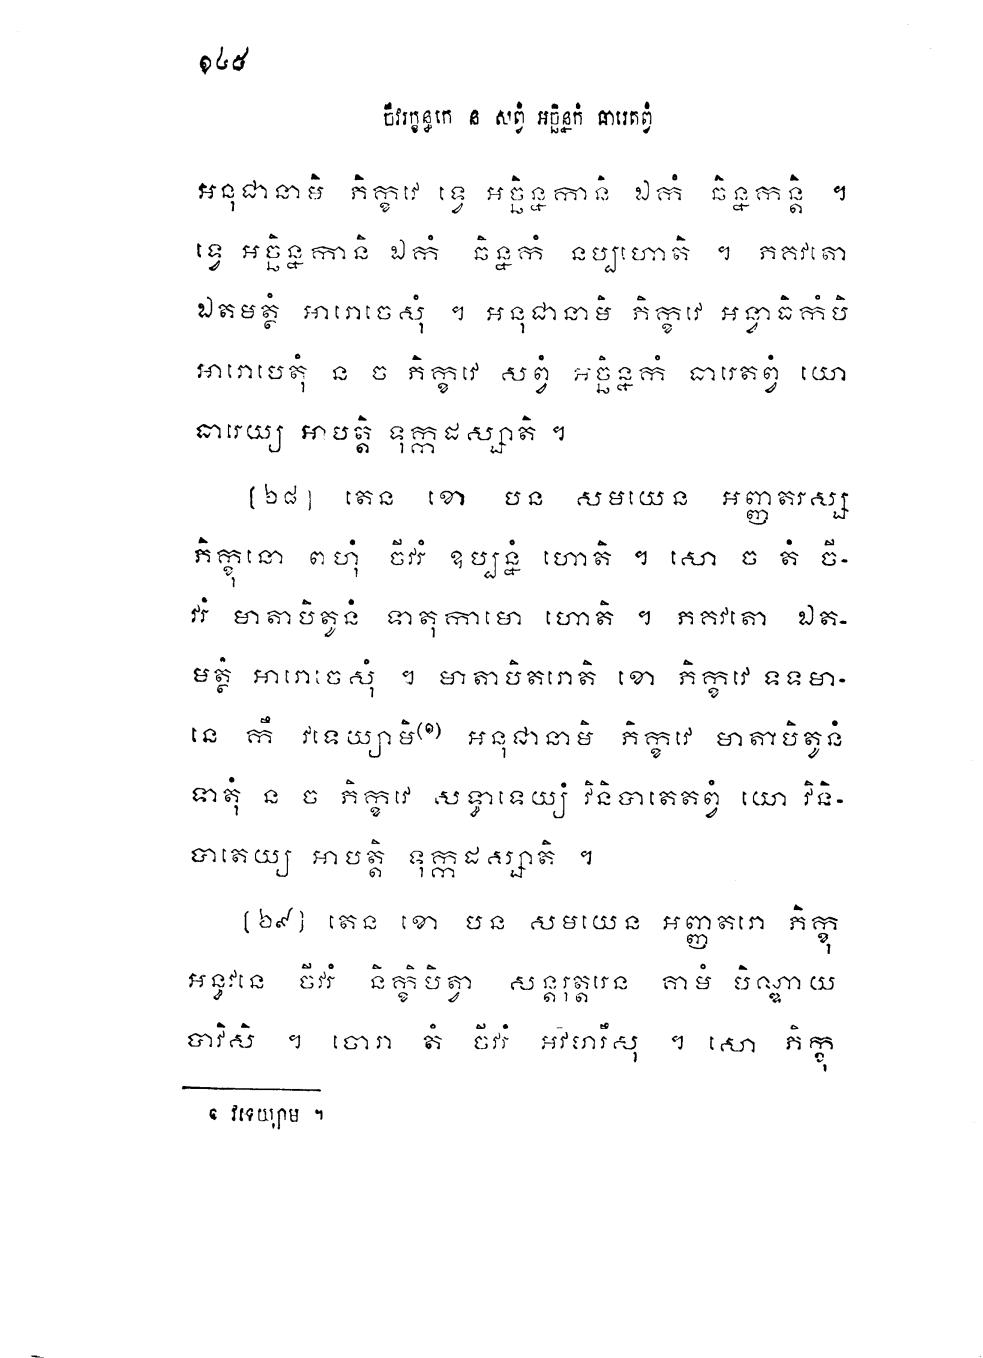 ១៤៥
ចីវរក្ខន្ធកេ ន សព្វំ អច្ឆិន្នកំ ធារេតព្វំ
អនុជានាមិ ភិក្ខវេ ទ្វេ អច្ឆិន្នកានិ ឯកំ ឆិន្នកន្តិ ។
ទ្វេ អច្ឆិន្នកានិ ឯកំ ឆិន្នកំ នប្បហោតិ ។ ភគវតោ
ឯតមត្ថំ អារោចេសុំ ។ អនុជានាមិ ភិក្ខវេ អន្វាធិកំបិ
អារោបេតុំ ន ច ភិក្ខវេ សព្វំ អច្ឆិន្នកំ ធារេតព្វំ យោ
ធារេយ្យ អាបត្តិ ទុក្កដស្សាតិ ។
[៦៨] តេន ខោ បន សមយេន អញ្ញតរស្ស
ភិក្ខុនោ ពហុំ ចីវរំ ឧប្បន្នំ ហោតិ ។ សោ ច តំ ចី-
វរំ មាតាបិតូនំ ទាតុកាមោ ហោតិ ។ ភគវតោ ឯត-
មត្ថំ អារោចេសុំ ។ មាតាបិតរោតិ ខោ ភិក្ខវេ ទទមា-
នេ កឹ វទេយ្យាមិ(១) អនុជានាមិ ភិក្ខវេ មាតាបិតូនំ
ទាតុំ ន ច ភិក្ខវេ សទ្ធាទេយ្យំ វិនិបាតេតព្វំ យោ វិនិ-
បាតេយ្យ អាបត្តិ ទុក្កដស្សាតិ ។
[៦៩] តេន ខោ បន សមយេន អញ្ញតរោ ភិក្ខុ
អន្ធវនេ ចីវរំ និក្ខិបិត្វា សន្តរុត្តរេន គាមំ បិណ្ឌាយ
បាវិសិ ។ ចោរា តំ ចីវរំ អវហរឹសុ ។ សោ ភិក្ខុ
១ វទេយ្យាម ។